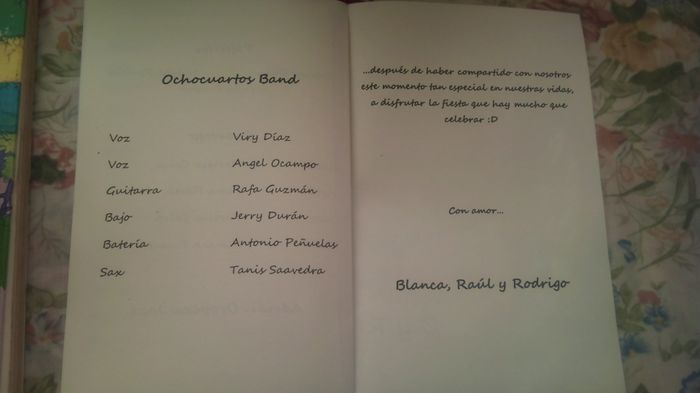 Ochocuartos Band
Voz Viry Díaz
Voz Angel Ocampo
Guitarra Rafa Guzmán
Bajo Jerry Durán
Batería Antonio Peñuelas
Sax Tanis Saavedra
...después de haber compartido con nosotros
este momento tan especial en nuestras vidas,
a disfrutar la fiesta que hay mucho que
celebrar :D
Con amor...
Blanca, Raúl y Rodrigo